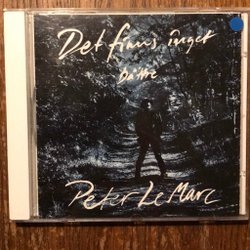 Det finns inget
bättre
Peter LeMarc